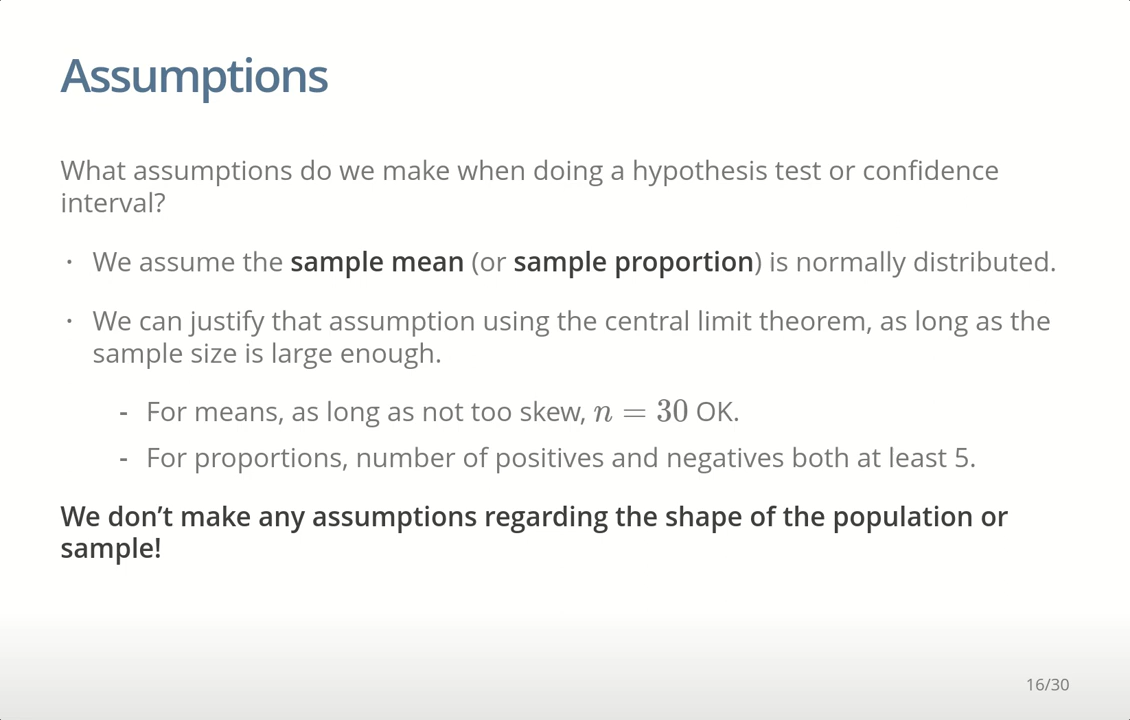 Assumptions
What assumptions do we make when doing a hypothesis test or confidence
interval?
· We assume the sample mean (or sample proportion) is normally distributed.
· We can justify that assumption using the central limit theorem, as long as the
sample size is large enough.
- For means, as long as not too skew, n = 30 OK.
- For proportions, number of positives and negatives both at least 5.
We don’t make any assumptions regarding the shape of the population or
sample!
16/30